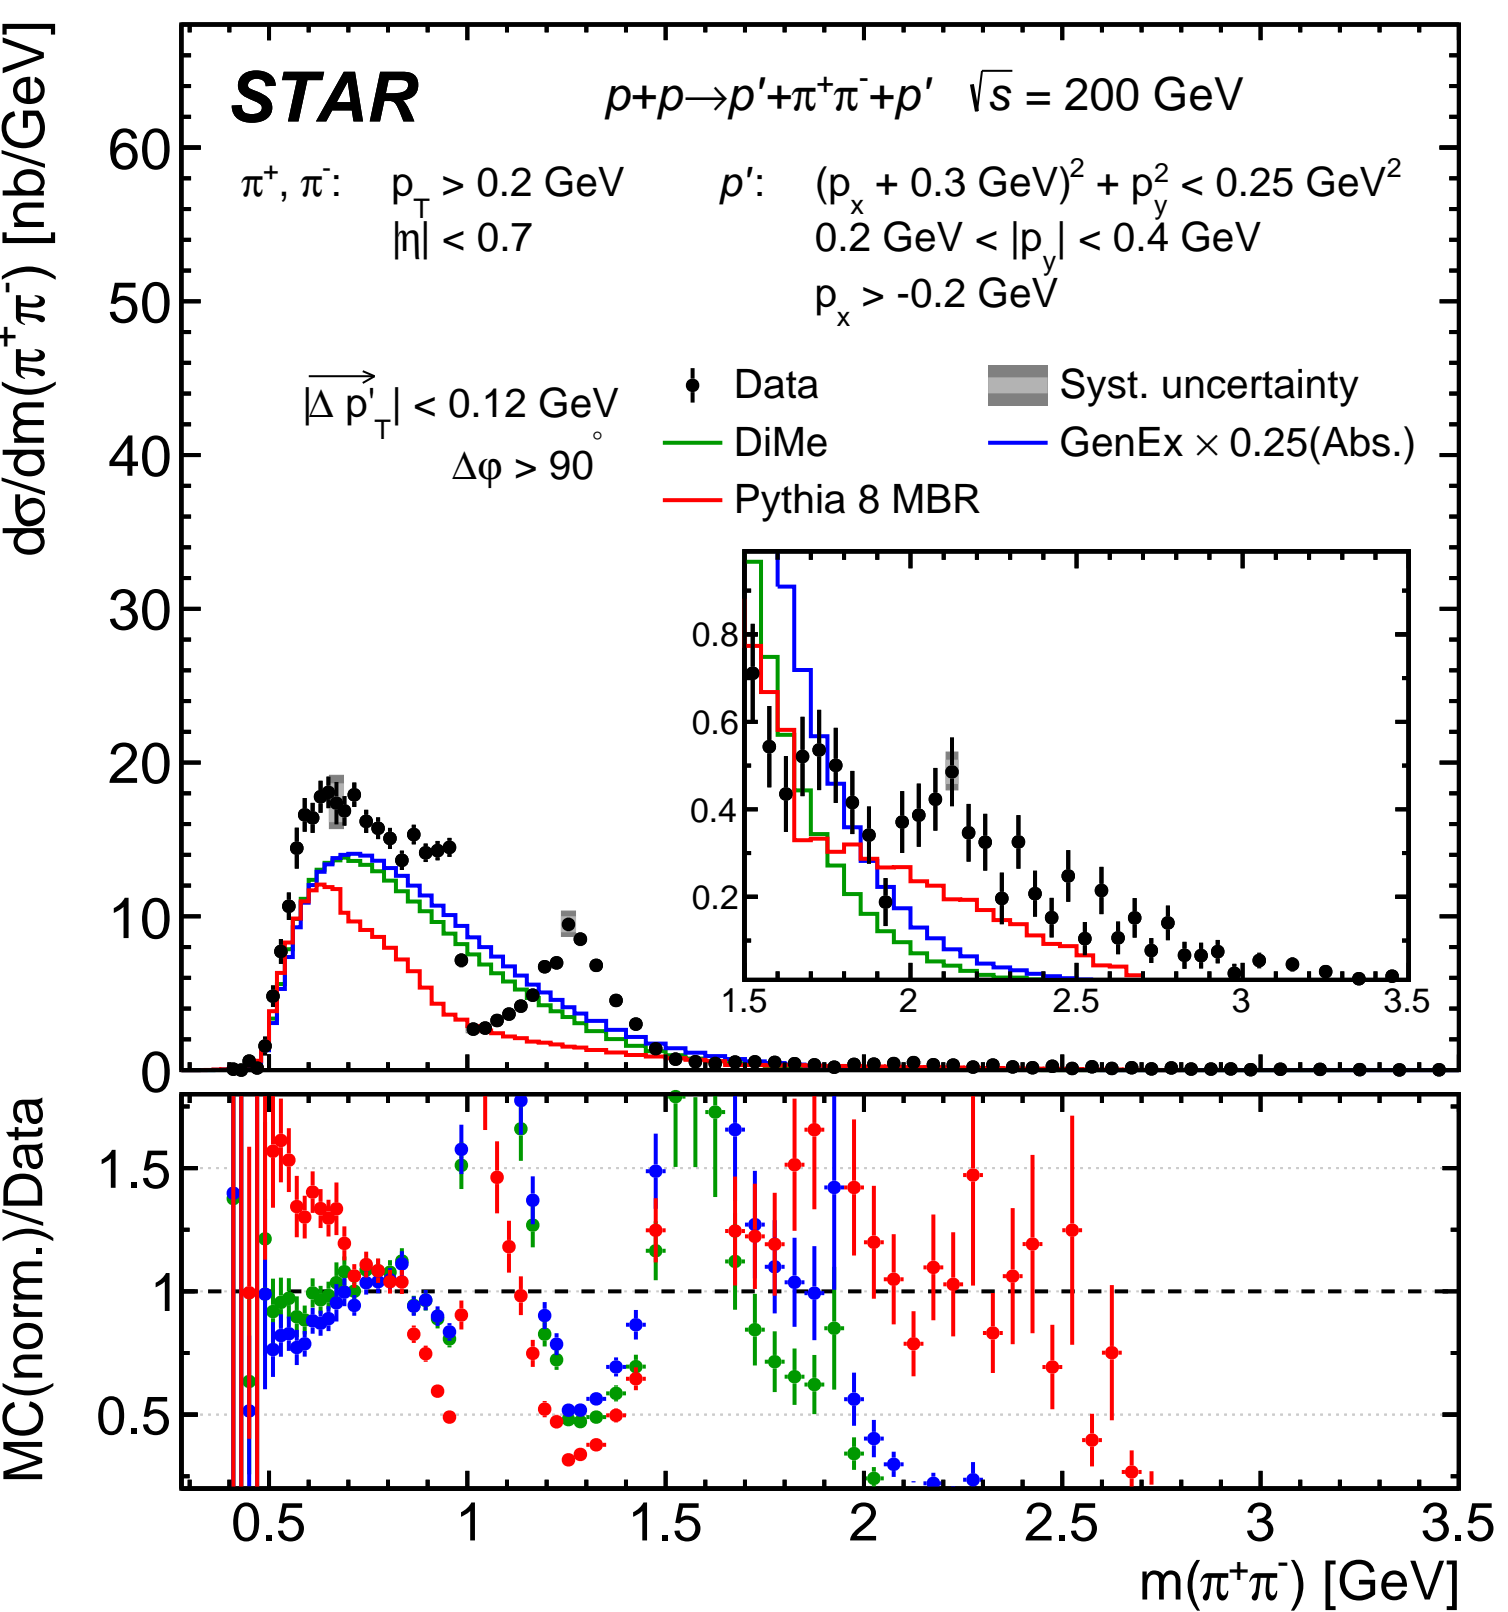 dσ/dm(π⁺π⁻) [nb/GeV]
STAR
p+p→p′+π⁺π⁻+p′ √s = 200 GeV
π⁺, π⁻: p_T > 0.2 GeV
|η| < 0.7
p′: (p_x + 0.3 GeV)² + p_y² < 0.25 GeV²
0.2 GeV < |p_y| < 0.4 GeV
p_x > -0.2 GeV
|Δp⃗'_T| < 0.12 GeV
Δφ > 90°
Data
Syst. uncertainty
DiMe
GenEx × 0.25(Abs.)
Pythia 8 MBR
60
50
40
30
20
10
0
0.8
0.6
0.4
0.2
1.5 2 2.5 3 3.5
MC(norm.)/Data
1.5
1
0.5
0.5 1 1.5 2 2.5 3 3.5
m(π⁺π⁻) [GeV]